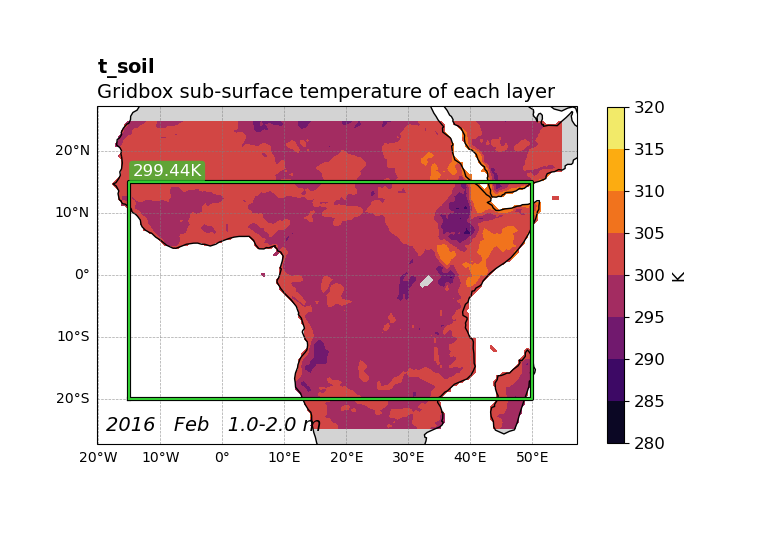 t_soil
Gridbox sub-surface temperature of each layer
299.44K
20°N
10°N
0°
10°S
20°S
20°W 10°W 0° 10°E 20°E 30°E 40°E 50°E
2016 Feb 1.0-2.0 m
320
315
310
305
300
295
290
285
280
K